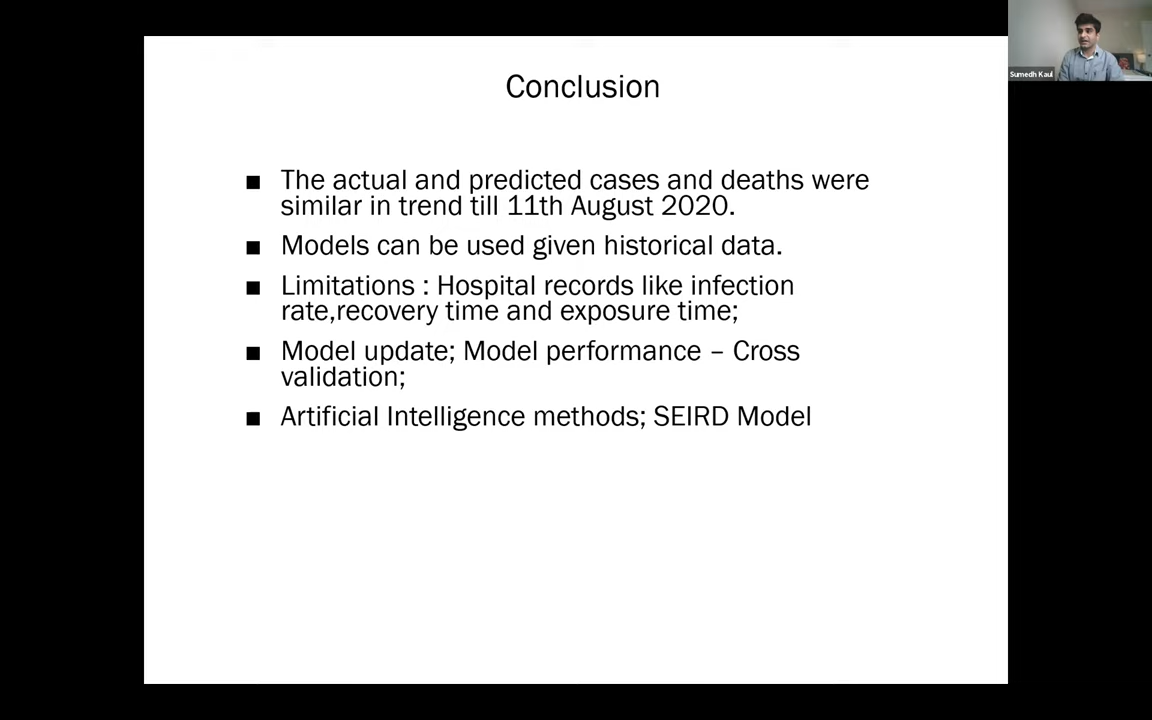 Conclusion
■ The actual and predicted cases and deaths were
similar in trend till 11th August 2020.
■ Models can be used given historical data.
■ Limitations : Hospital records like infection
rate,recovery time and exposure time;
■ Model update; Model performance – Cross
validation;
■ Artificial Intelligence methods; SEIRD Model
Sumedh Kaul